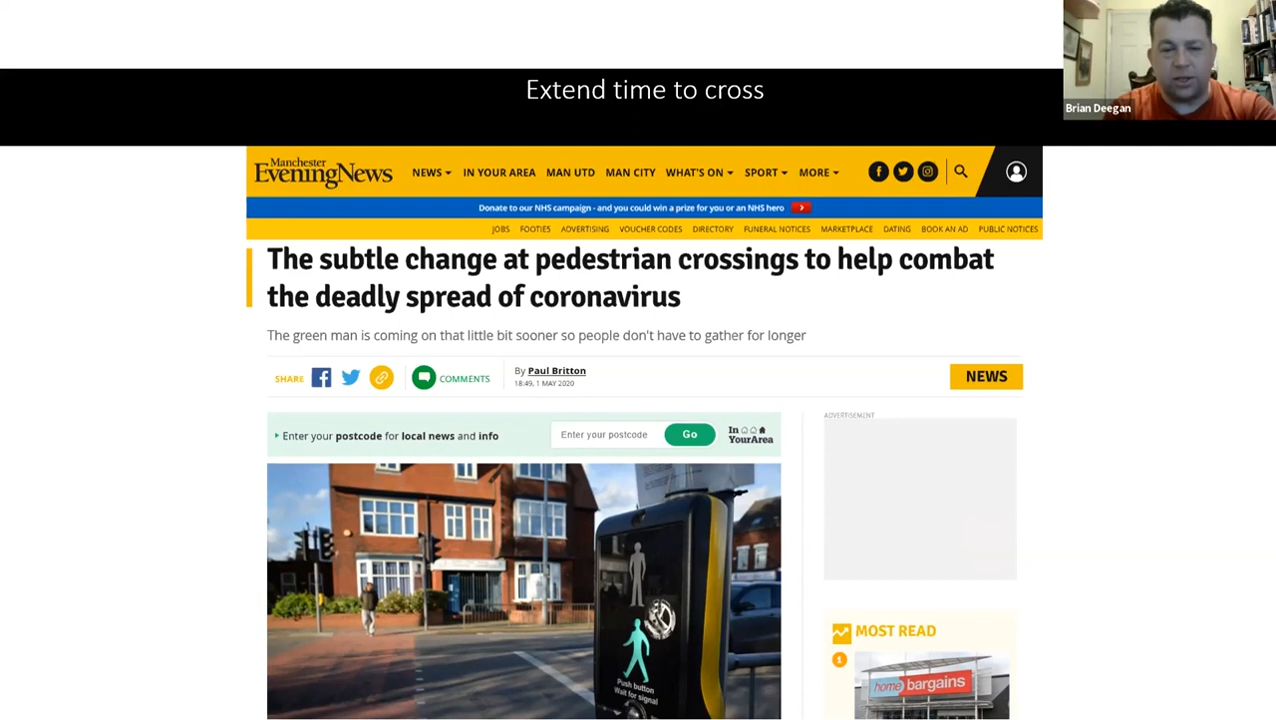 Extend time to cross
Brian Deegan
Manchester
Evening News
NEWS
IN YOUR AREA
MAN UTD
MAN CITY
WHAT'S ON
SPORT
MORE
Donate to our NHS campaign - and you could win a prize for you or an NHS hero
JOBS
FOOTIES
ADVERTISING
VOUCHER CODES
DIRECTORY
FUNERAL NOTICES
MARKETPLACE
DATING
BOOK AN AD
PUBLIC NOTICES
The subtle change at pedestrian crossings to help combat
the deadly spread of coronavirus
The green man is coming on that little bit sooner so people don't have to gather for longer
SHARE
COMMENTS
By Paul Britton
18:49, 1 MAY 2020
NEWS
Enter your postcode for local news and info
Enter your postcode
Go
In
YourArea
ADVERTISEMENT
Push button
Wait for signal
MOST READ
1
home bargains